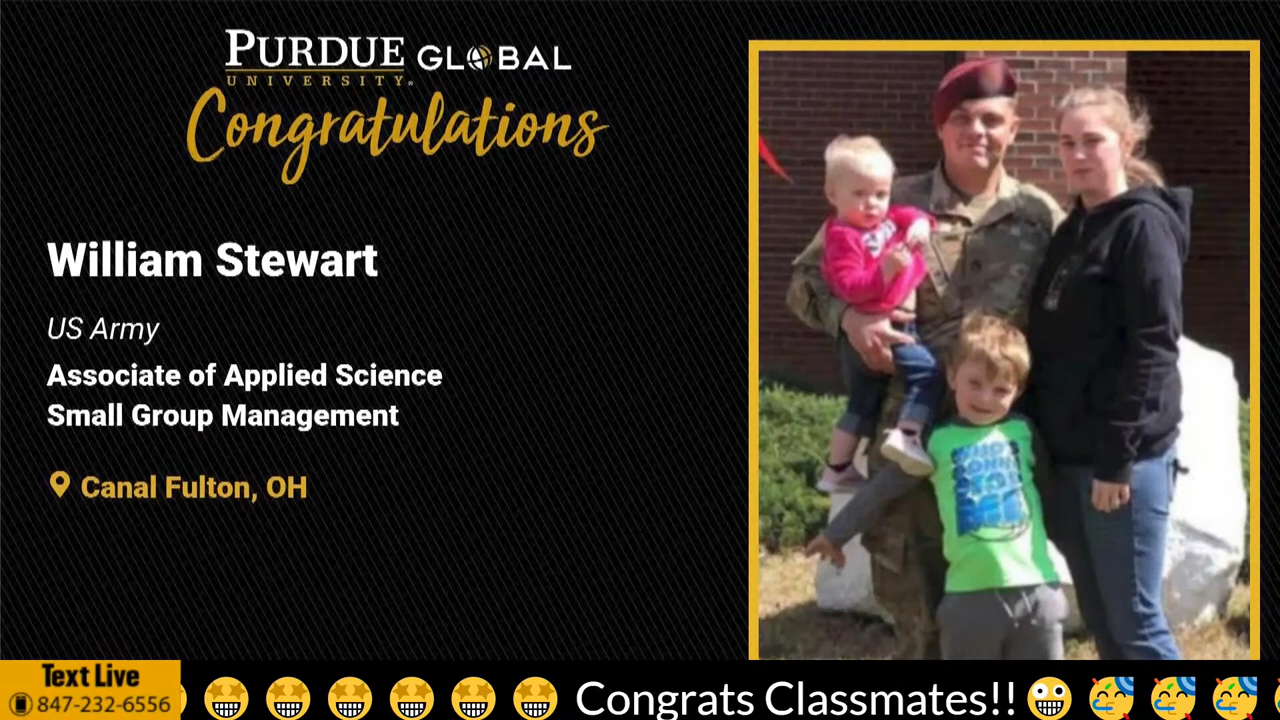 PURDUE GLOBAL
UNIVERSITY®
Congratulations
William Stewart
US Army
Associate of Applied Science
Small Group Management
Canal Fulton, OH
Text Live
847-232-6556
Congrats Classmates!!